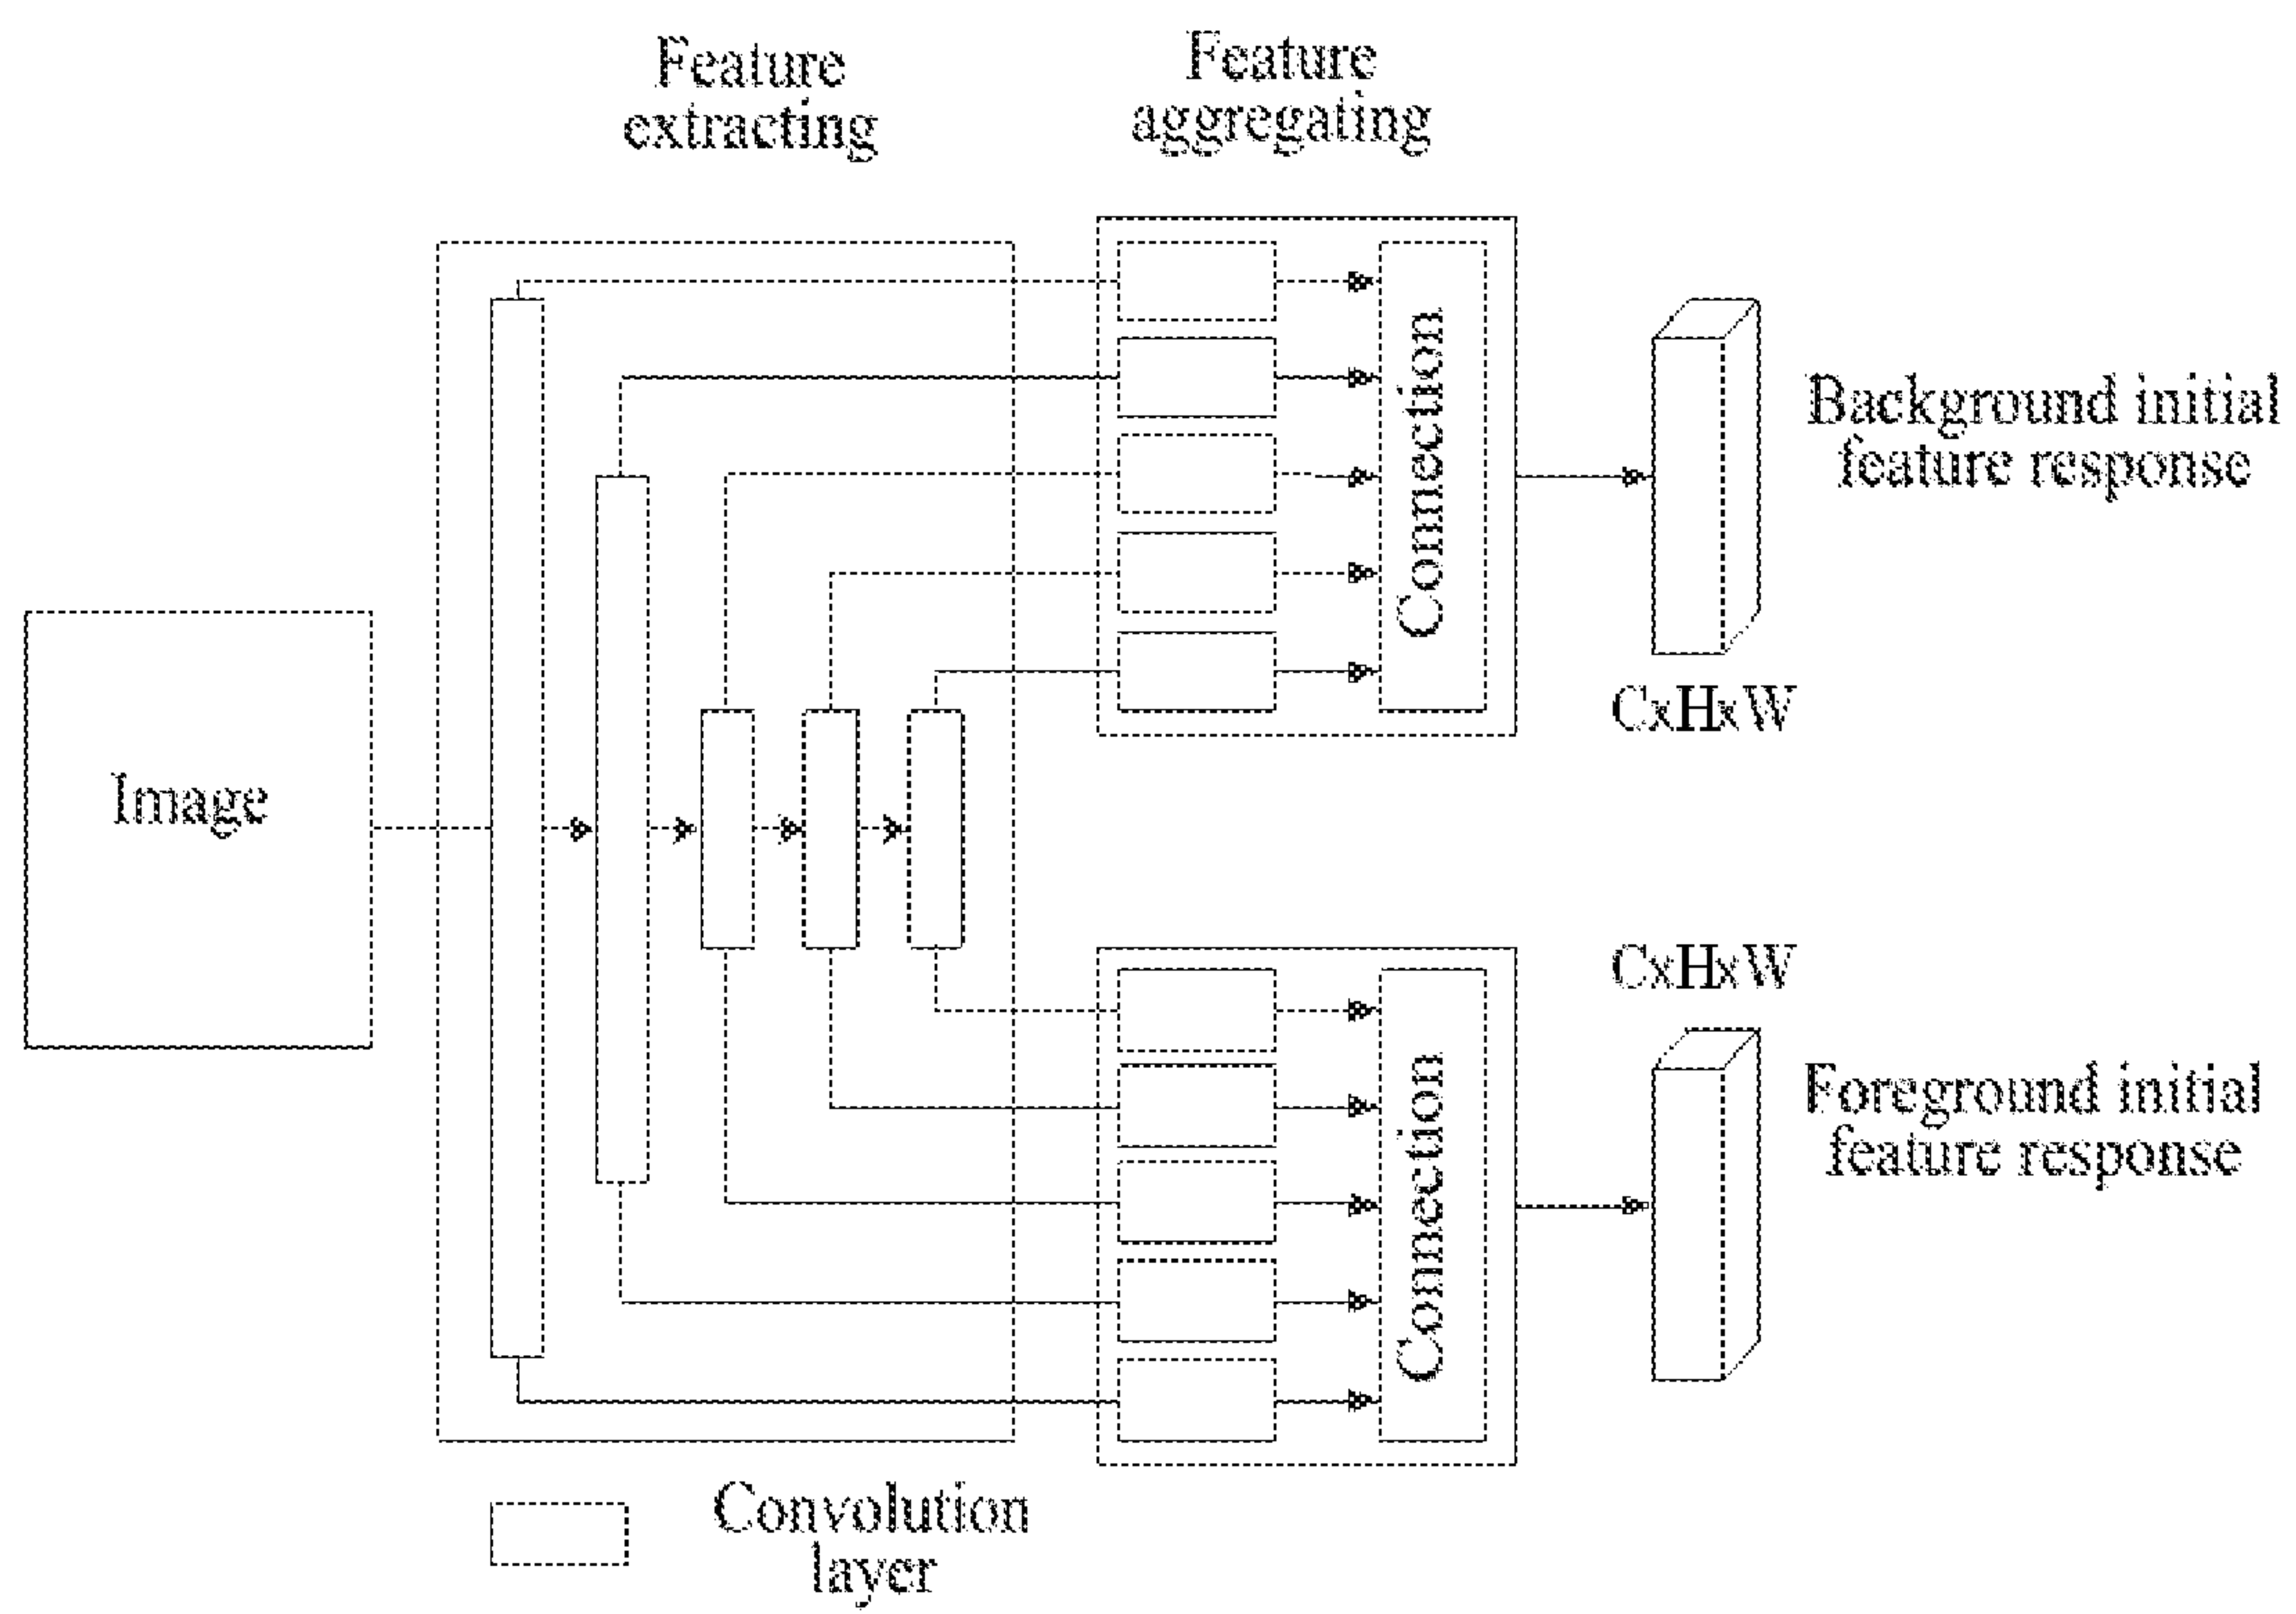 Feature
extracting
Feature
aggregating
Connection
Background initial
feature response
CxHxW
Image
CxHxW
Connection
Foreground initial
feature response
Convolution
layer